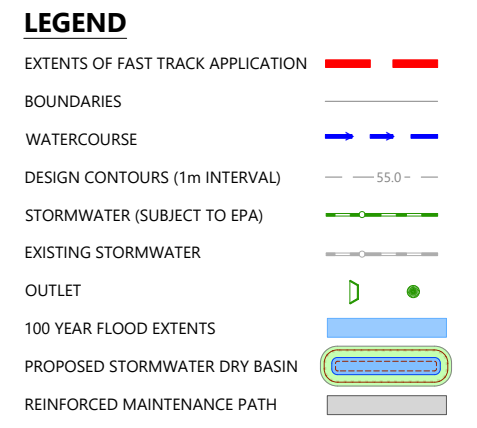 LEGEND
EXTENTS OF FAST TRACK APPLICATION
BOUNDARIES
WATERCOURSE
DESIGN CONTOURS (1m INTERVAL) 55.0
STORMWATER (SUBJECT TO EPA)
EXISTING STORMWATER
OUTLET
100 YEAR FLOOD EXTENTS
PROPOSED STORMWATER DRY BASIN
REINFORCED MAINTENANCE PATH